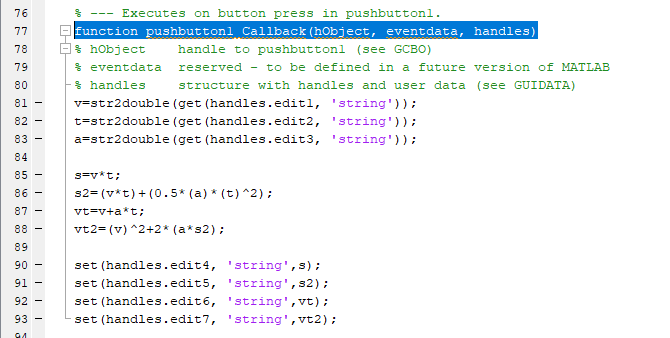 76 % --- Executes on button press in pushbutton1.
77 function pushbutton1_Callback(hObject, eventdata, handles)
78 % hObject    handle to pushbutton1 (see GCBO)
79 % eventdata  reserved - to be defined in a future version of MATLAB
80 % handles    structure with handles and user data (see GUIDATA)
81 - v=str2double(get(handles.edit1, 'string'));
82 - t=str2double(get(handles.edit2, 'string'));
83 - a=str2double(get(handles.edit3, 'string'));
84
85 - s=v*t;
86 - s2=(v*t)+(0.5*(a)*(t)^2);
87 - vt=v+a*t;
88 - vt2=(v)^2+2*(a*s2);
89
90 - set(handles.edit4, 'string',s);
91 - set(handles.edit5, 'string',s2);
92 - set(handles.edit6, 'string',vt);
93 - set(handles.edit7, 'string',vt2);
94